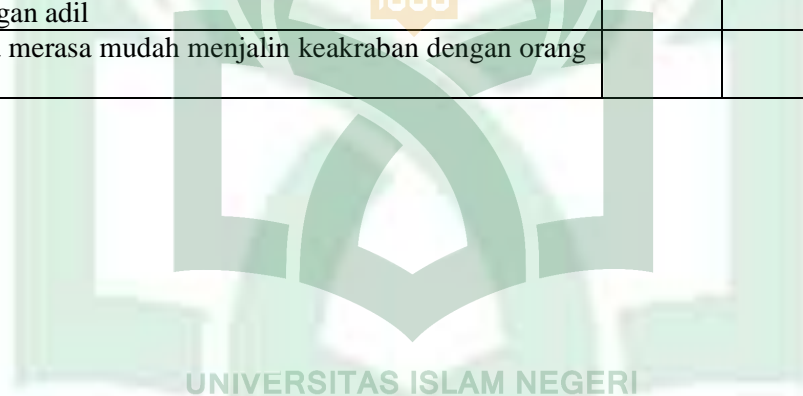 gan adil
merasa mudah menjalin keakraban dengan orang
UNIVERSITAS ISLAM NEGERI